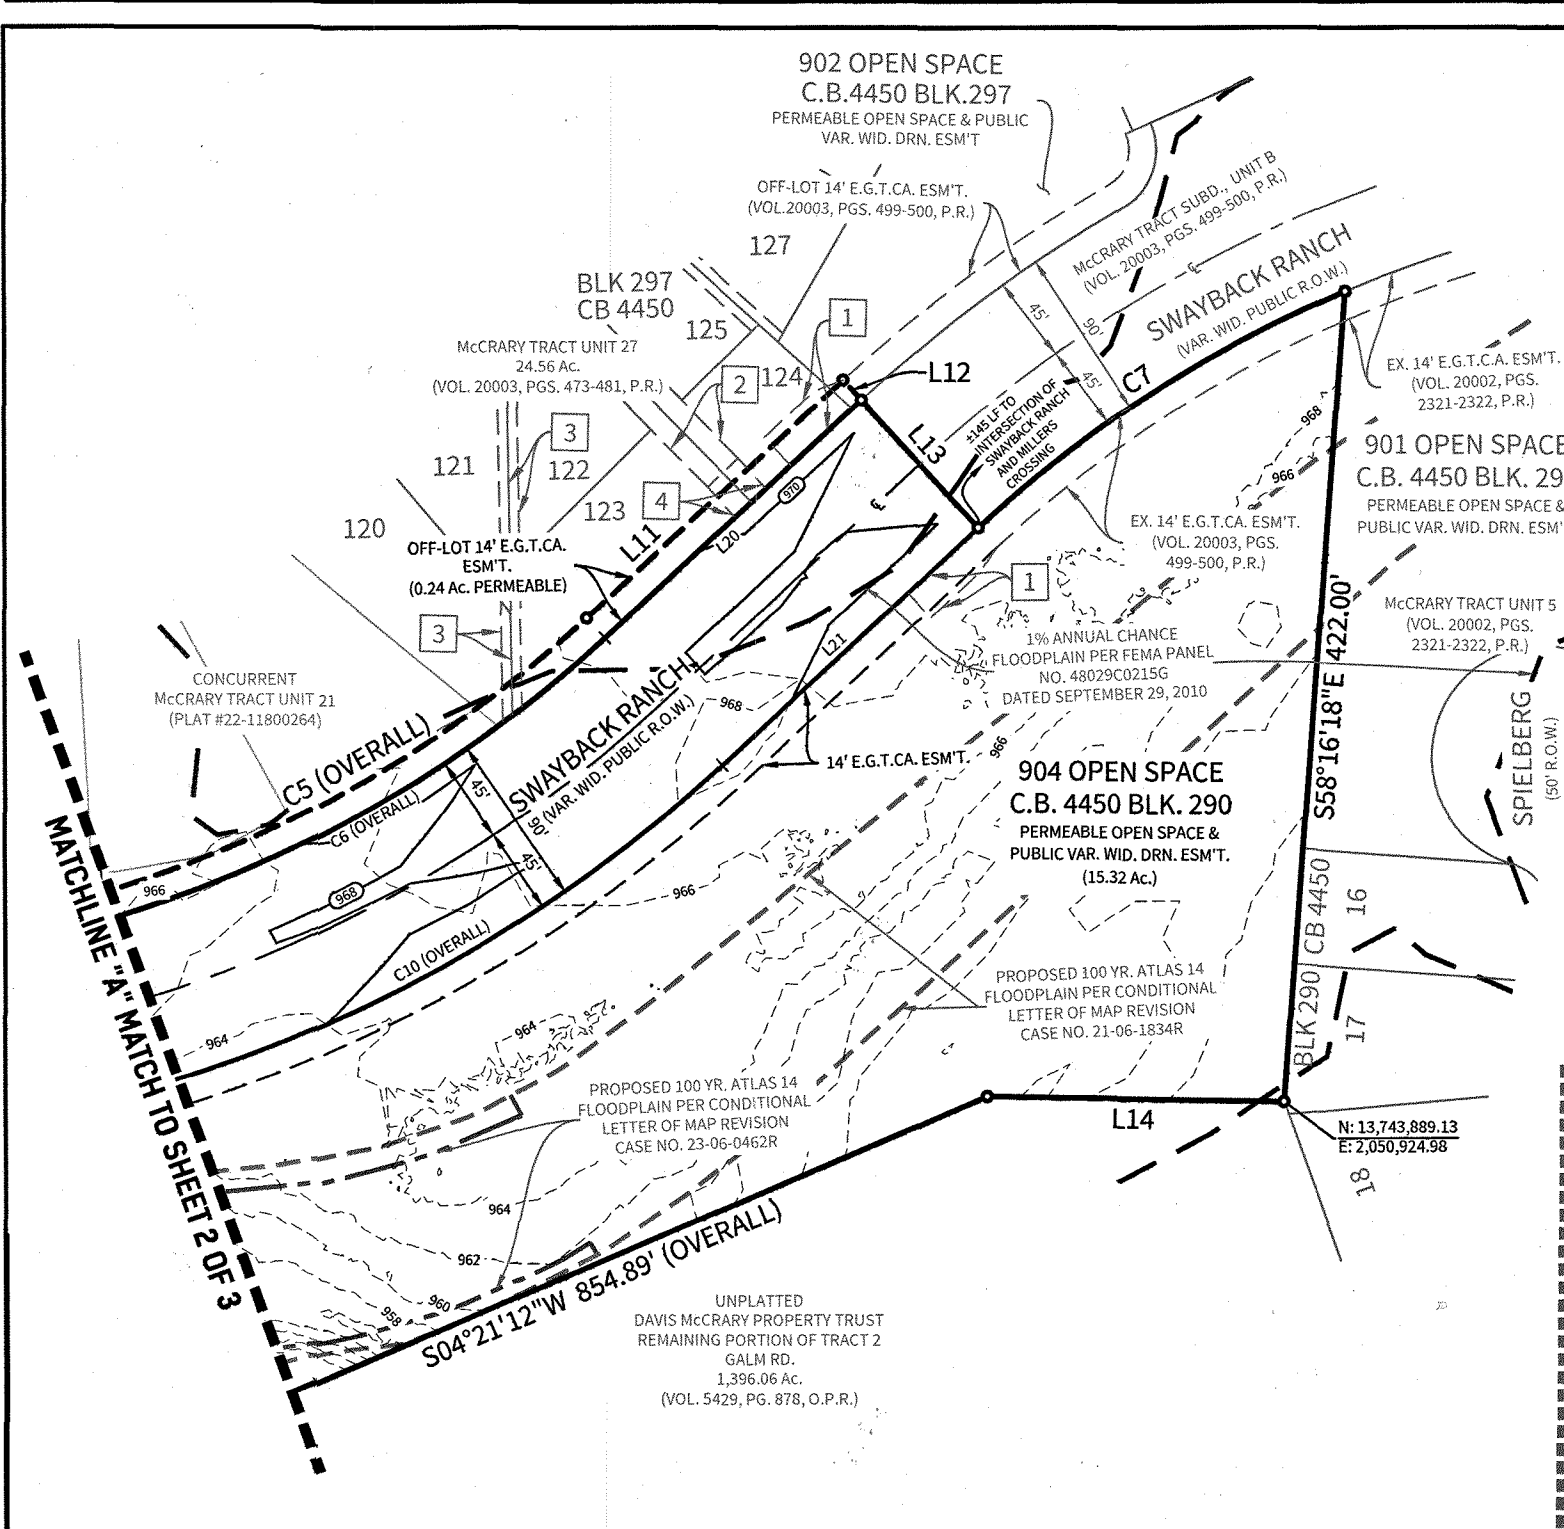 902 OPEN SPACE
C.B.4450 BLK.297
PERMEABLE OPEN SPACE & PUBLIC
VAR. WID. DRN. ESM'T
OFF-LOT 14' E.G.T.CA. ESM'T.
(VOL.20003, PGS. 499-500, P.R.)
127
BLK 297
CB 4450
125
1
McCRARY TRACT UNIT 27
24.56 Ac.
(VOL. 20003, PGS. 473-481, P.R.)
2
124
L12
McCRARY TRACT SUBD., UNIT B
(VOL. 20003, PGS. 499-500, P.R.)
SWAYBACK RANCH
(VAR. WID. PUBLIC R.O.W.)
45'
90'
45'
C7
EX. 14' E.G.T.C.A. ESM'T.
(VOL. 20002, PGS.
2321-2322, P.R.)
968
966
901 OPEN SPACE
C.B. 4450 BLK. 29
PERMEABLE OPEN SPACE &
PUBLIC VAR. WID. DRN. ESM'
3
121
122
123
120
4
L13
±145 LF TO
INTERSECTION OF
SWAYBACK RANCH
AND MILLERS
CROSSING
970
L20
L11
OFF-LOT 14' E.G.T.CA.
ESM'T.
(0.24 Ac. PERMEABLE)
EX. 14' E.G.T.CA. ESM'T.
(VOL. 20003, PGS.
499-500, P.R.)
1
3
L21
1% ANNUAL CHANCE
FLOODPLAIN PER FEMA PANEL
NO. 48029C0215G
DATED SEPTEMBER 29, 2010
S58°16'18"E 422.00'
McCRARY TRACT UNIT 5
(VOL. 20002, PGS.
2321-2322, P.R.)
SPIELBERG
(50' R.O.W.)
CONCURRENT
McCRARY TRACT UNIT 21
(PLAT #22-11800264)
C5 (OVERALL)
C6 (OVERALL)
SWAYBACK RANCH
(VAR. WID. PUBLIC R.O.W.)
45'
90'
45'
968
966
14' E.G.T.CA. ESM'T.
904 OPEN SPACE
C.B. 4450 BLK. 290
PERMEABLE OPEN SPACE &
PUBLIC VAR. WID. DRN. ESM'T.
(15.32 Ac.)
966
968
966
C10 (OVERALL)
MATCHLINE "A" MATCH TO SHEET 2 OF 3
BLK 290 CB 4450
16
17
18
PROPOSED 100 YR. ATLAS 14
FLOODPLAIN PER CONDITIONAL
LETTER OF MAP REVISION
CASE NO. 21-06-1834R
964
964
PROPOSED 100 YR. ATLAS 14
FLOODPLAIN PER CONDITIONAL
LETTER OF MAP REVISION
CASE NO. 23-06-0462R
L14
N: 13,743,889.13
E: 2,050,924.98
964
962
960
958
S04°21'12"W 854.89' (OVERALL)
UNPLATTED
DAVIS McCRARY PROPERTY TRUST
REMAINING PORTION OF TRACT 2
GALM RD.
1,396.06 Ac.
(VOL. 5429, PG. 878, O.P.R.)